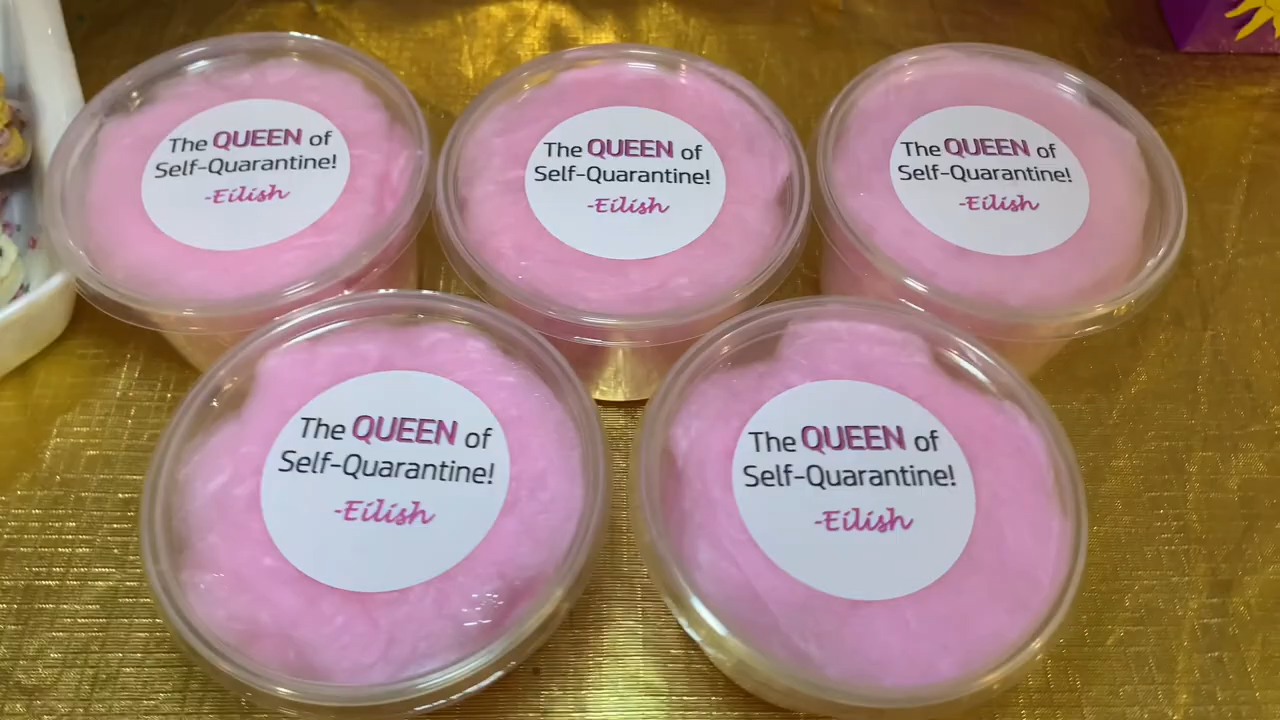 The QUEEN of
Self-Quarantine!
-Eilish
The QUEEN of
Self-Quarantine!
-Eilish
The QUEEN of
Self-Quarantine!
-Eilish
The QUEEN of
Self-Quarantine!
-Eilish
The QUEEN of
Self-Quarantine!
-Eilish